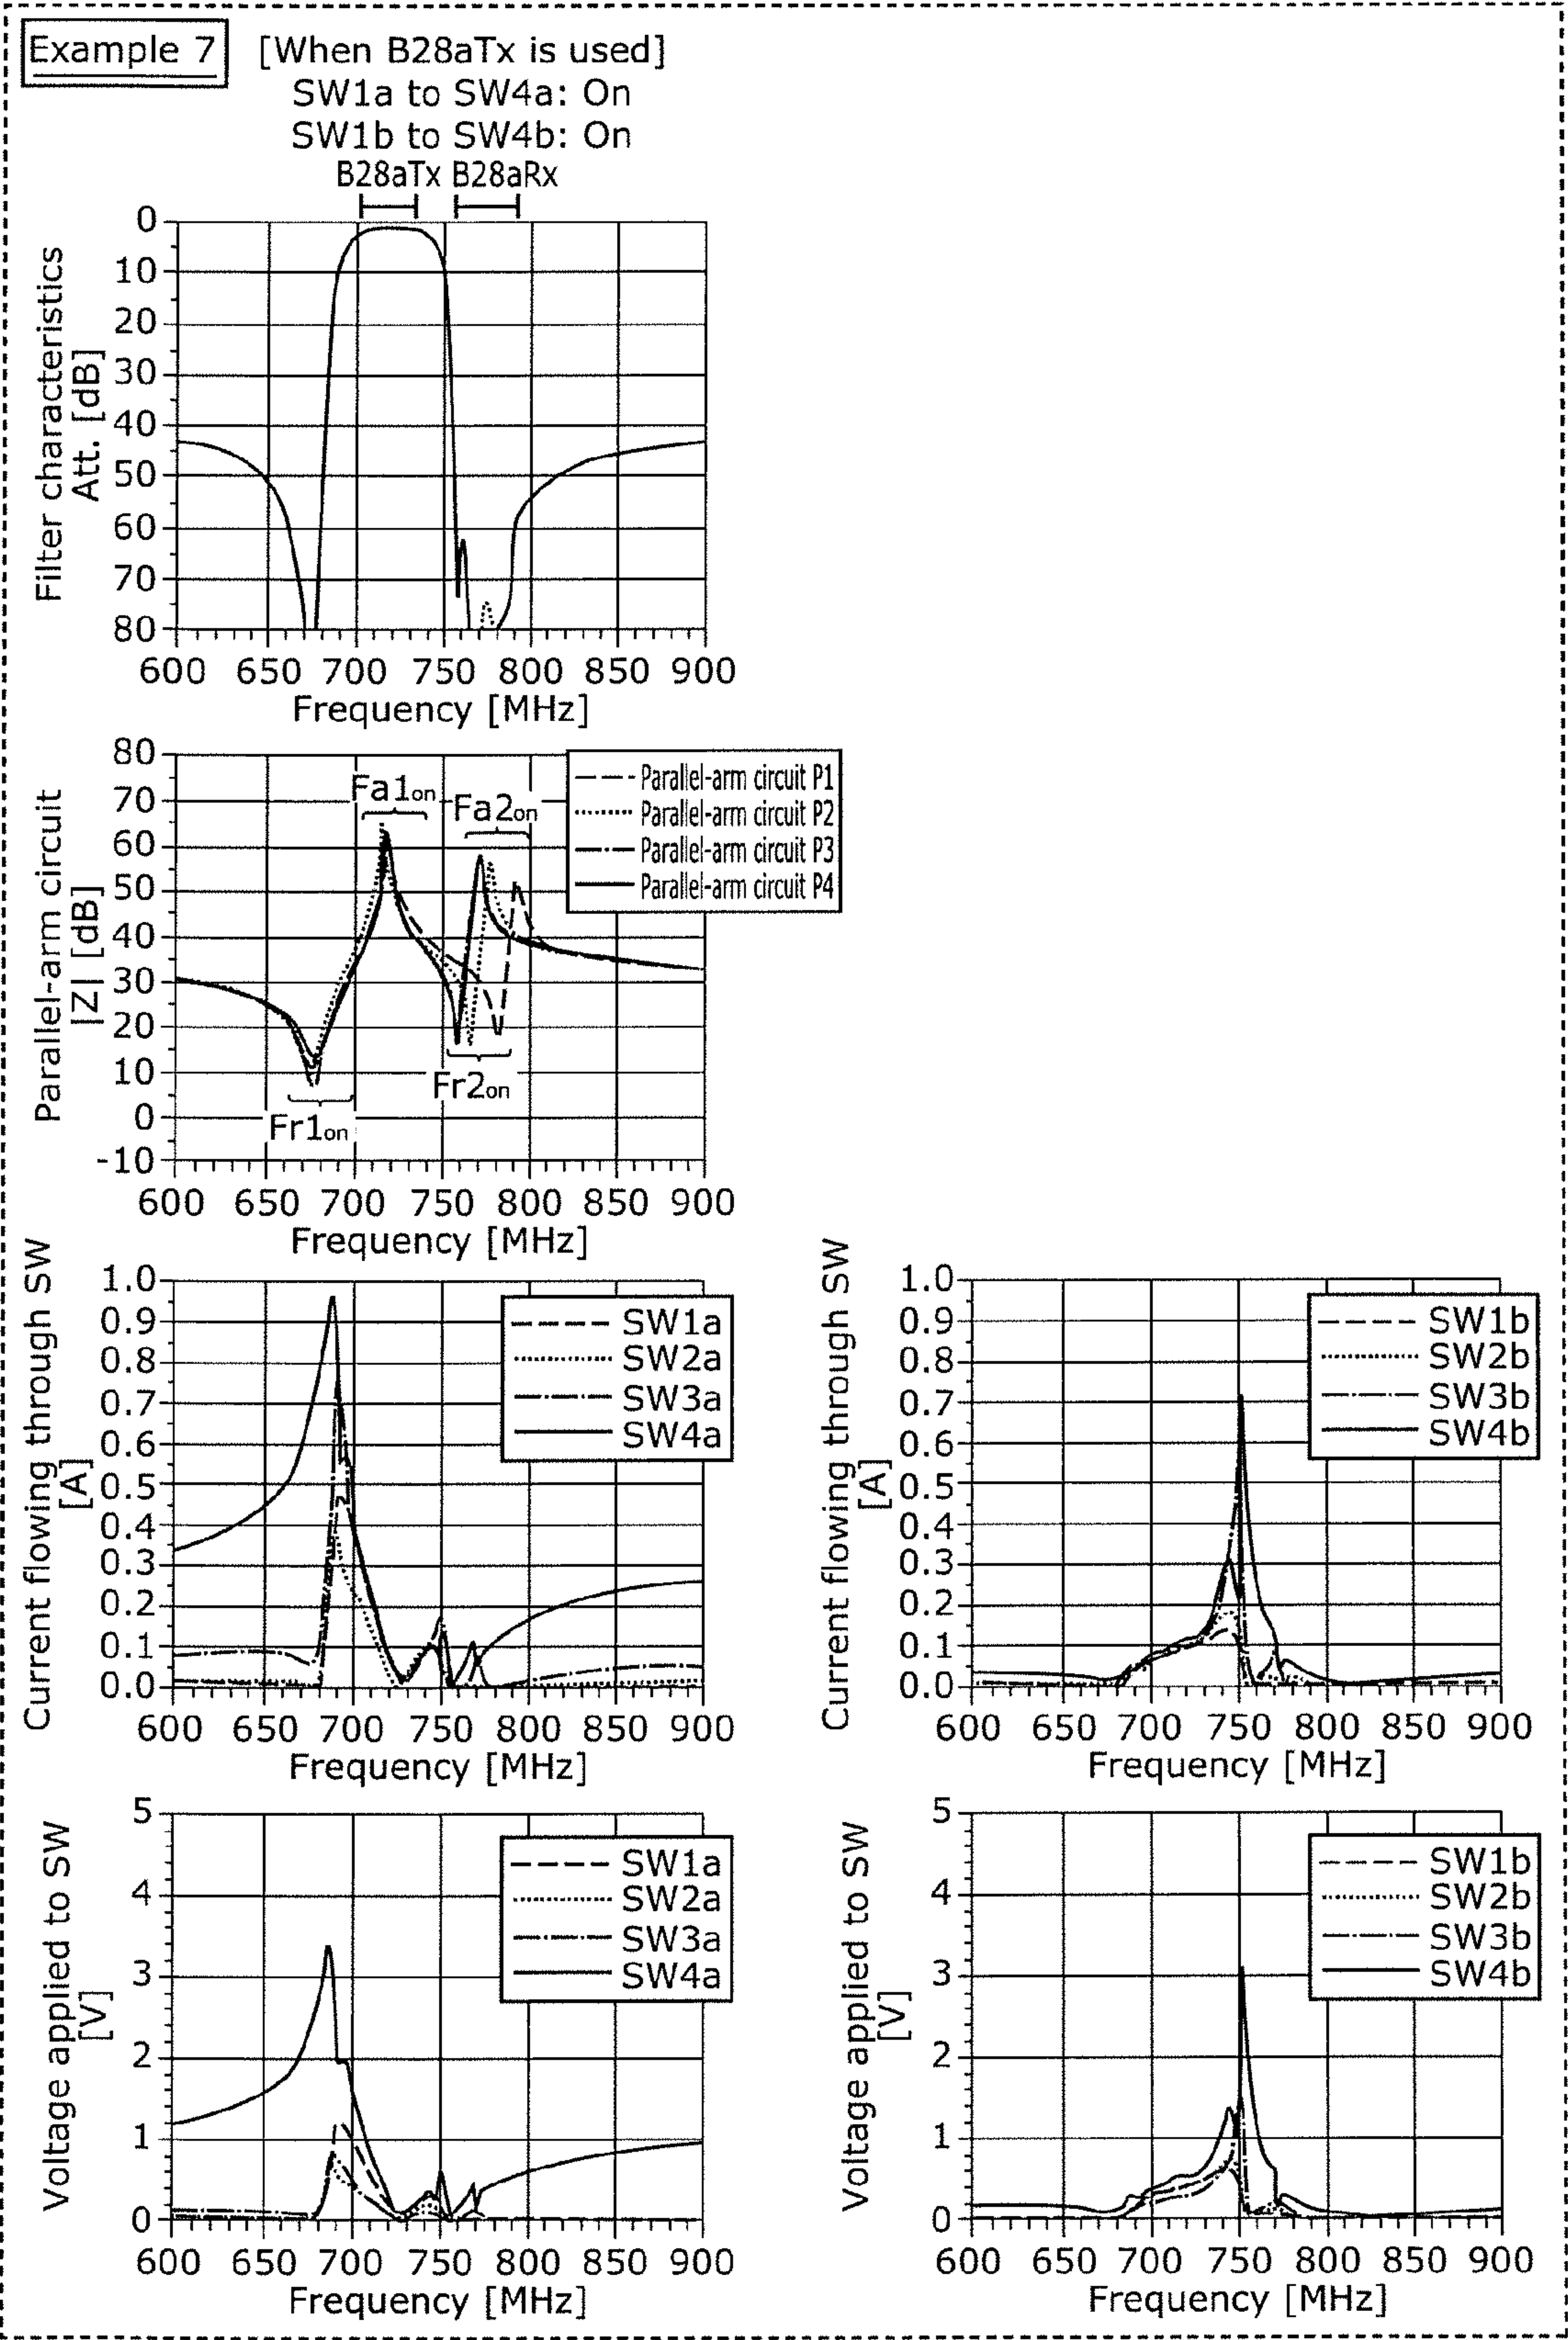 Example 7
[When B28aTx is used]
SW1a to SW4a: On
SW1b to SW4b: On
B28aTx B28aRx
Filter characteristics
Att. [dB]
0
10
20
30
40
50
60
70
80
600 650 700 750 800 850 900
Frequency [MHz]
Parallel-arm circuit
|Z| [dB]
80
70
60
50
40
30
20
10
0
-10
Fa1on
Fa2on
Fr1on
Fr2on
Parallel-arm circuit P1
Parallel-arm circuit P2
Parallel-arm circuit P3
Parallel-arm circuit P4
600 650 700 750 800 850 900
Frequency [MHz]
Current flowing through SW
[A]
1.0
0.9
0.8
0.7
0.6
0.5
0.4
0.3
0.2
0.1
0.0
SW1a
SW2a
SW3a
SW4a
600 650 700 750 800 850 900
Frequency [MHz]
Current flowing through SW
[A]
1.0
0.9
0.8
0.7
0.6
0.5
0.4
0.3
0.2
0.1
0.0
SW1b
SW2b
SW3b
SW4b
600 650 700 750 800 850 900
Frequency [MHz]
Voltage applied to SW
[V]
5
4
3
2
1
0
SW1a
SW2a
SW3a
SW4a
600 650 700 750 800 850 900
Frequency [MHz]
Voltage applied to SW
[V]
5
4
3
2
1
0
SW1b
SW2b
SW3b
SW4b
600 650 700 750 800 850 900
Frequency [MHz]